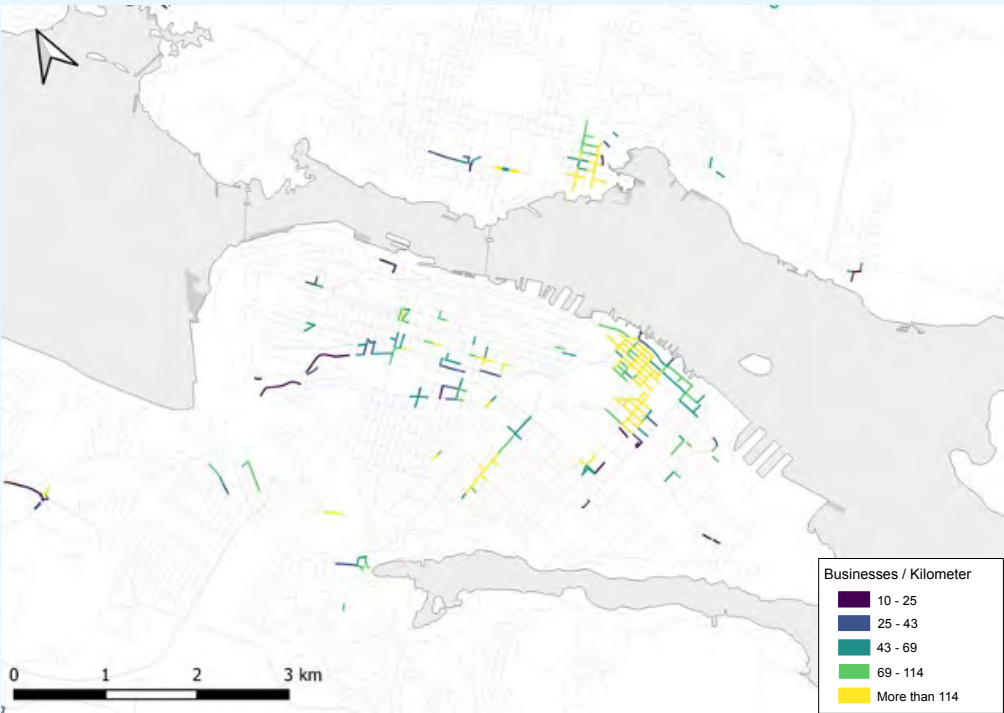 Businesses / Kilometer
10 - 25
25 - 43
43 - 69
69 - 114
More than 114
0 1 2 3 km